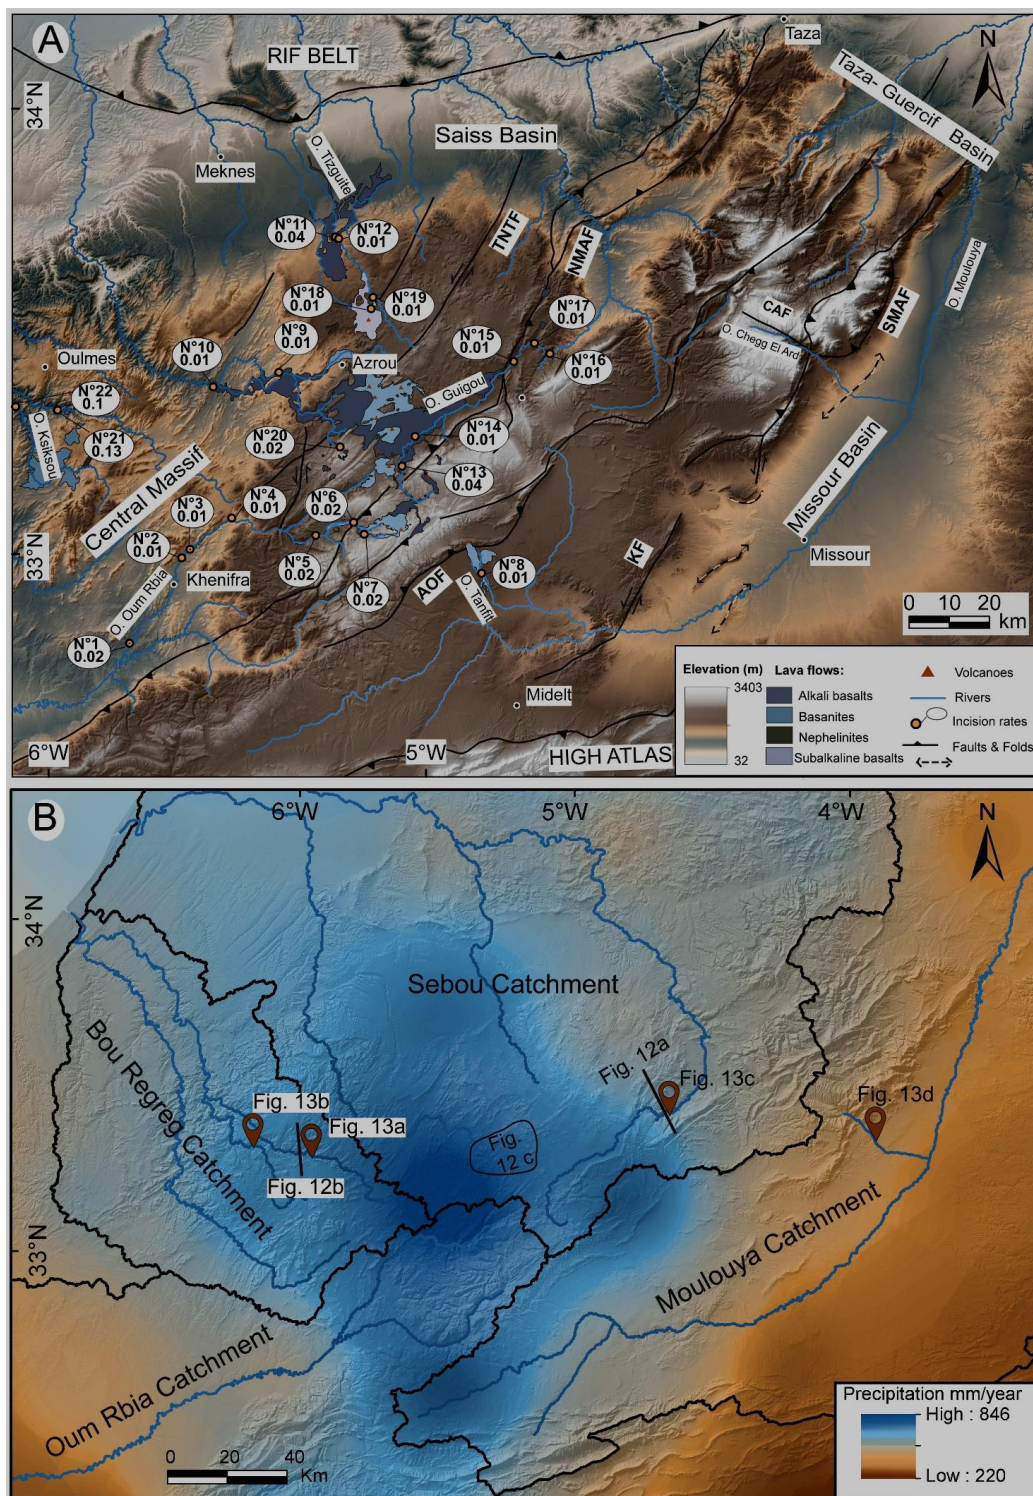 A
RIF BELT
Taza
N
34°N
Taza- Guercif Basin
Saiss Basin
Meknes
O. Tizguite
N°11
0.04
N°12
0.01
TNTF
NMAF
O. Moulouya
N°18
0.01
N°19
0.01
N°17
0.01
CAF
SMAF
O. Chegg El Ard
N°9
0.01
N°15
0.01
Oulmes
N°10
0.01
Azrou
N°16
0.01
O. Guigou
N°22
0.1
O. Ksiksou
N°21
0.13
N°20
0.02
N°14
0.01
N°13
0.04
Missour Basin
Central Massif
N°4
0.01
N°6
0.02
N°3
0.01
N°2
0.01
33°N
N°5
0.02
N°7
0.02
N°8
0.01
KF
Missour
Khenifra
AOF
O. Tanfit
O. Oum Rbia
N°1
0.02
0 10 20
km
Midelt
6°W
5°W
HIGH ATLAS
Elevation (m)
3403
32
Lava flows:
Alkali basalts
Basanites
Nephelinites
Subalkaline basalts
Volcanoes
Rivers
Incision rates
Faults & Folds
B
6°W
5°W
4°W
N
34°N
Sebou Catchment
Bou Regreg Catchment
Fig. 12a
Fig. 13c
Fig. 13d
Fig. 13b
Fig. 13a
Fig.
12 c
Fig. 12b
33°N
Moulouya Catchment
Oum Rbia Catchment
0 20 40
Km
Precipitation mm/year
High : 846
Low : 220